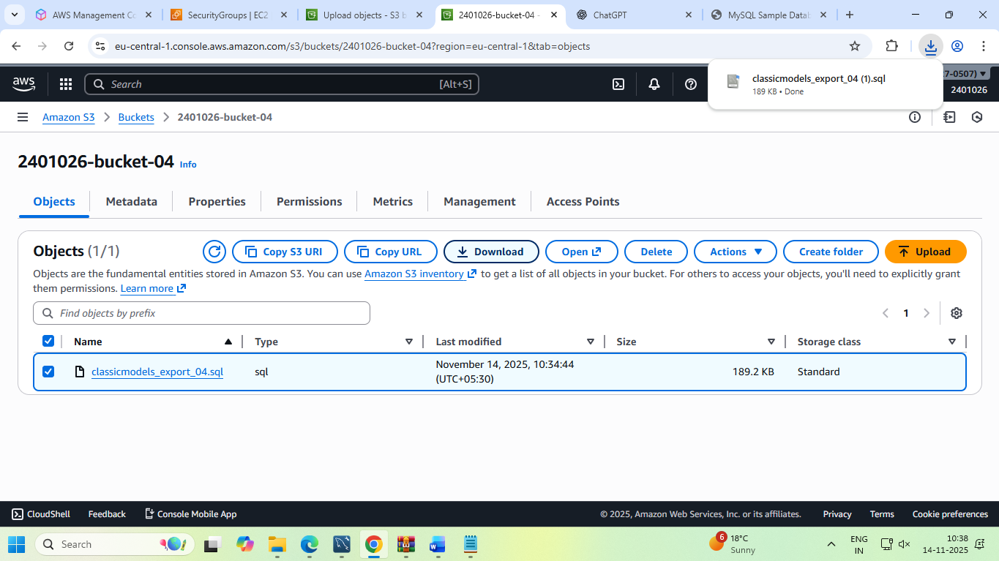 AWS Management Co
SecurityGroups | EC2
Upload objects - S3 b
2401026-bucket-04 -
ChatGPT
MySQL Sample Datab
eu-central-1.console.aws.amazon.com/s3/buckets/2401026-bucket-04?region=eu-central-1&tab=objects
classicmodels_export_04 (1).sql
189 KB • Done
aws
Search
[Alt+S]
7-0507)
2401026
Amazon S3
Buckets
2401026-bucket-04
2401026-bucket-04
Info
Objects
Metadata
Properties
Permissions
Metrics
Management
Access Points
Objects (1/1)
Copy S3 URI
Copy URL
Download
Open
Delete
Actions
Create folder
Upload
Objects are the fundamental entities stored in Amazon S3. You can use Amazon S3 inventory to get a list of all objects in your bucket. For others to access your objects, you'll need to explicitly grant
them permissions. Learn more
Find objects by prefix
1
Name
Type
Last modified
Size
Storage class
classicmodels_export_04.sql
sql
November 14, 2025, 10:34:44
(UTC+05:30)
189.2 KB
Standard
CloudShell
Feedback
Console Mobile App
© 2025, Amazon Web Services, Inc. or its affiliates.
Privacy
Terms
Cookie preferences
Search
6
18°C
Sunny
ENG
IN
10:38
14-11-2025